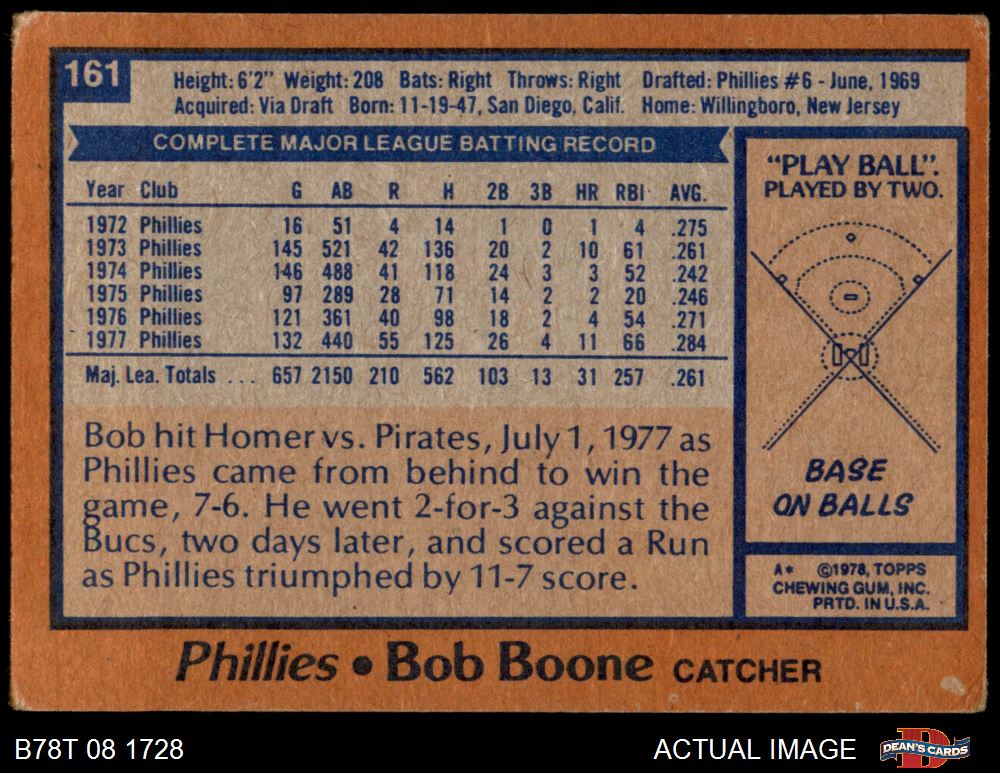 161
Height: 6'2" Weight: 208 Bats: Right Throws: Right Drafted: Phillies #6 - June, 1969
Acquired: Via Draft Born: 11-19-47, San Diego, Calif. Home: Willingboro, New Jersey
COMPLETE MAJOR LEAGUE BATTING RECORD
Year Club G AB R H 2B 3B HR RBI AVG.
1972 Phillies 16 51 4 14 1 0 1 4 .275
1973 Phillies 145 521 42 136 20 2 10 61 .261
1974 Phillies 146 488 41 118 24 3 3 52 .242
1975 Phillies 97 289 28 71 14 2 2 20 .246
1976 Phillies 121 361 40 98 18 2 4 54 .271
1977 Phillies 132 440 55 125 26 4 11 66 .284
Maj. Lea. Totals ... 657 2150 210 562 103 13 31 257 .261
Bob hit Homer vs. Pirates, July 1, 1977 as
Phillies came from behind to win the
game, 7-6. He went 2-for-3 against the
Bucs, two days later, and scored a Run
as Phillies triumphed by 11-7 score.
"PLAY BALL".
PLAYED BY TWO.
BASE
ON BALLS
A* ©1978, TOPPS
CHEWING GUM, INC.
PRTD. IN U.S.A.
Phillies • Bob Boone CATCHER
B78T 08 1728
ACTUAL IMAGE
DEAN'S CARDS